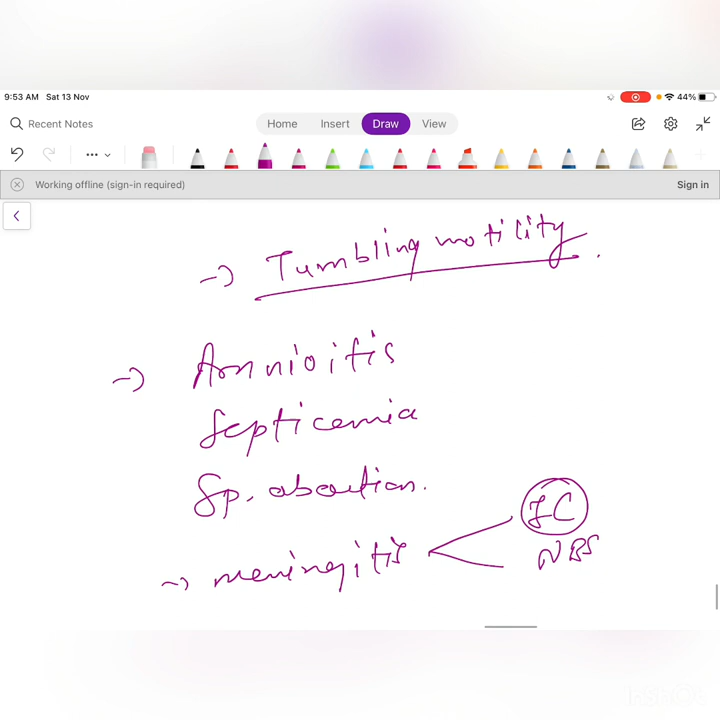 9:53 AM Sat 13 Nov 44%
Recent Notes Home Insert Draw View
Working offline (sign-in required) Sign in
→ Tumbling motility.
→ Amnioitis
Septicemia
Sp. abortion.
→ meningitis
IC
NBS